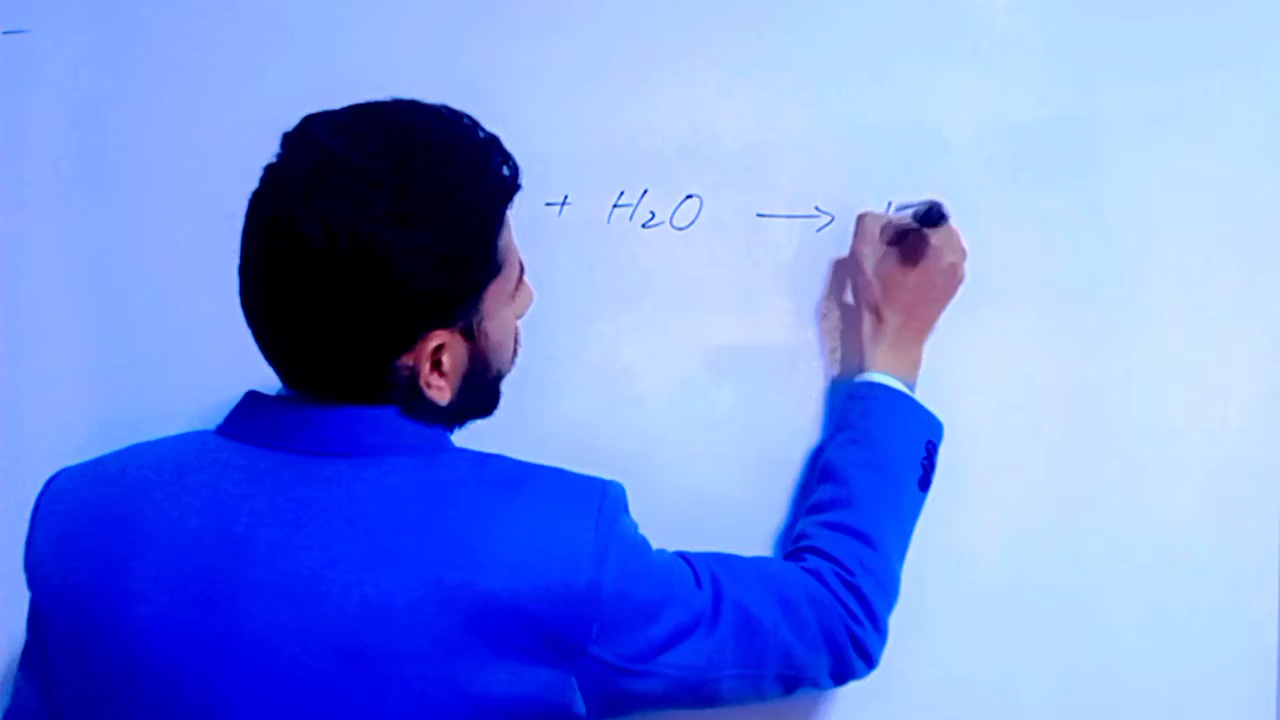 + H₂O →